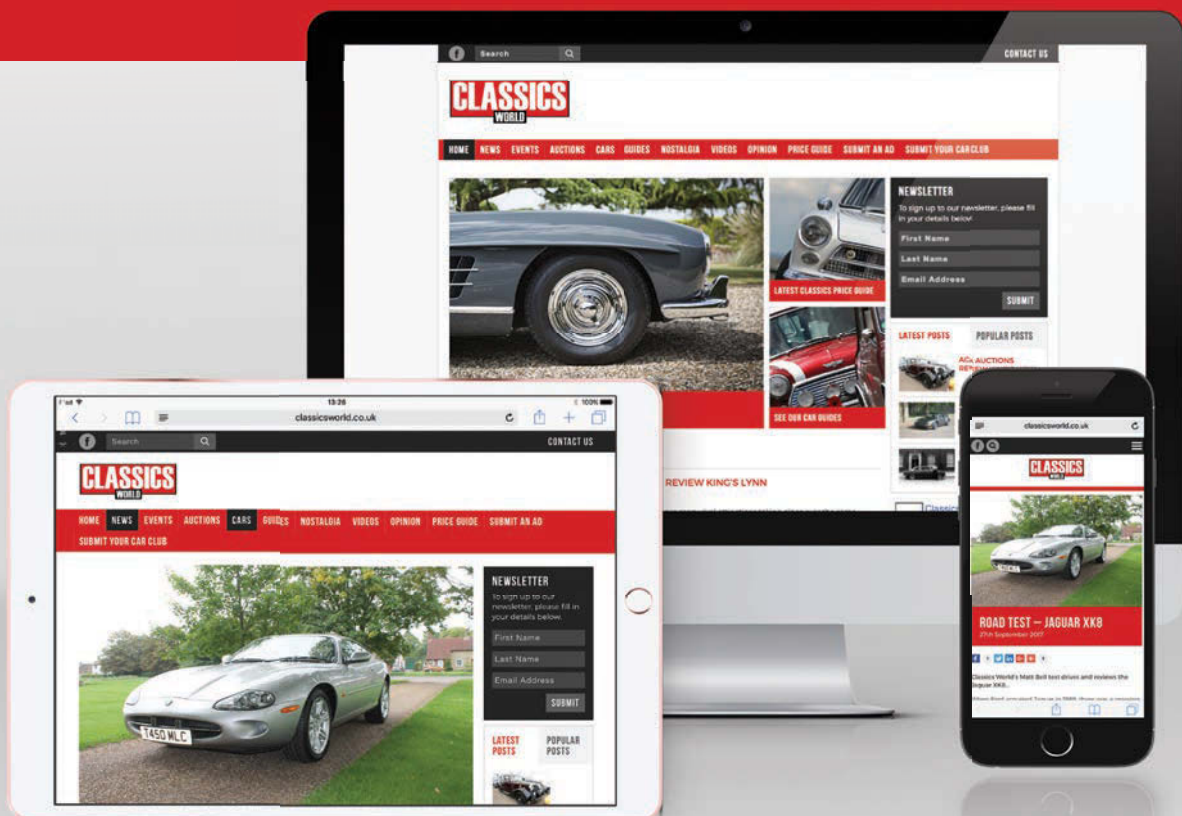 Search
CONTACT US
CLASSICS
WORLD
HOME NEWS EVENTS AUCTIONS CARS GUIDES NOSTALGIA VIDEOS OPINION PRICE GUIDE SUBMIT AN AD SUBMIT YOUR CAR CLUB
NEWSLETTER
To sign up to our newsletter, please fill
in your details below
First Name
Last Name
Email Address
SUBMIT
LATEST CLASSICS PRICE GUIDE
SEE OUR CAR GUIDES
LATEST POSTS POPULAR POSTS
ACA AUCTIONS
REVIEW KING'S LYNN
Classics
13:26
100%
classicsworld.co.uk
Search
CONTACT US
CLASSICS
WORLD
HOME NEWS EVENTS AUCTIONS CARS GUIDES NOSTALGIA VIDEOS OPINION PRICE GUIDE SUBMIT AN AD
SUBMIT YOUR CAR CLUB
T450 MLC
NEWSLETTER
To sign up to our
newsletter, please fill in
your details below.
First Name
Last Name
Email Address
SUBMIT
LATEST
POSTS
POPULAR
POSTS
classicsworld.co.uk
CLASSICS
WORLD
ROAD TEST – JAGUAR XK8
27th September 2017
Classics World's Matt Bell test drives and reviews the
Jaguar XK8...